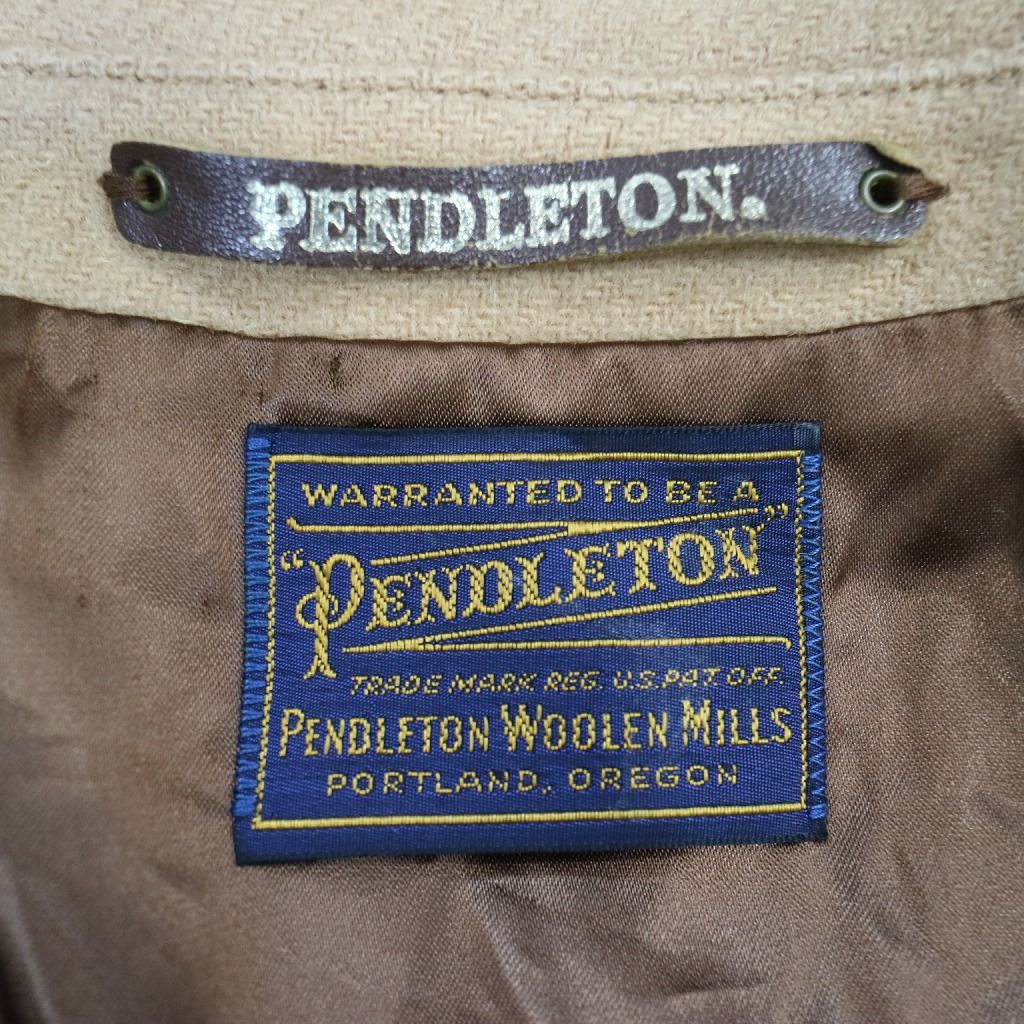 PENDLETON.
WARRANTED TO BE A
"PENDLETON"
TRADE MARK REG. U.S. PAT OFF.
PENDLETON WOOLEN MILLS
PORTLAND, OREGON